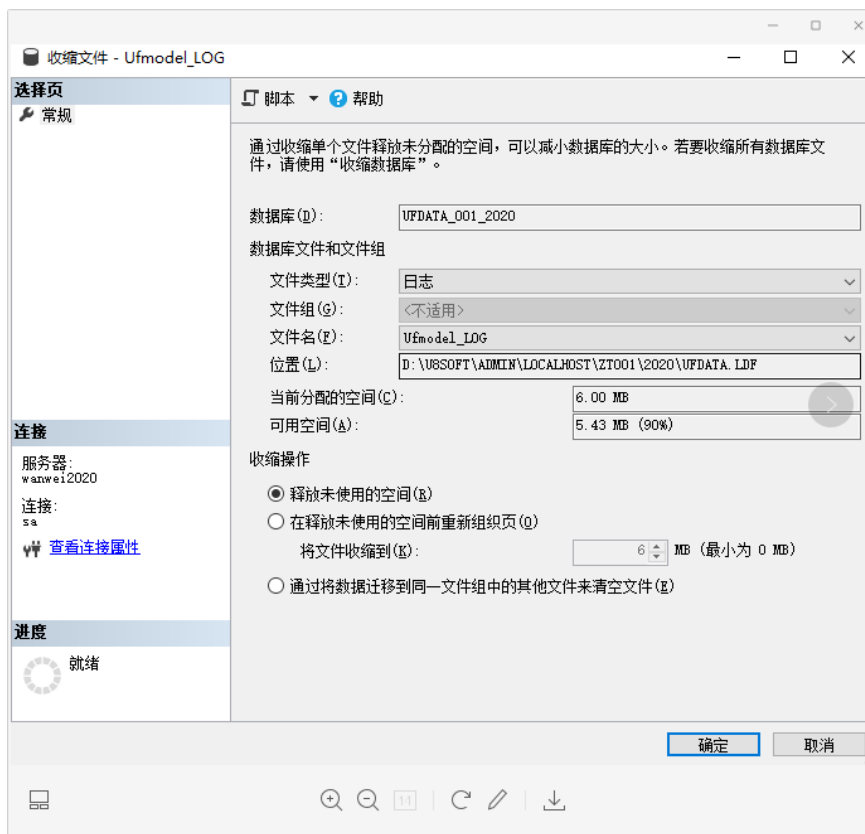 收缩文件 - Ufmodel_LOG
选择页
常规
脚本 帮助
通过收缩单个文件释放未分配的空间,可以减小数据库的大小。若要收缩所有数据库文
件,请使用“收缩数据库”。
数据库(D): UFDATA_001_2020
数据库文件和文件组
文件类型(T): 日志
文件组(G): <不适用>
文件名(F): Ufmodel_LOG
位置(L): D:\U8SOFT\ADMIN\LOCALHOST\ZT001\2020\UFDATA.LDF
当前分配的空间(C): 6.00 MB
可用空间(A): 5.43 MB (90%)
收缩操作
释放未使用的空间(R)
在释放未使用的空间前重新组织页(O)
将文件收缩到(K): 6 MB (最小为 0 MB)
通过将数据迁移到同一文件组中的其他文件来清空文件(E)
连接
服务器:
wanwei2020
连接:
sa
查看连接属性
进度
就绪
确定 取消
1:1